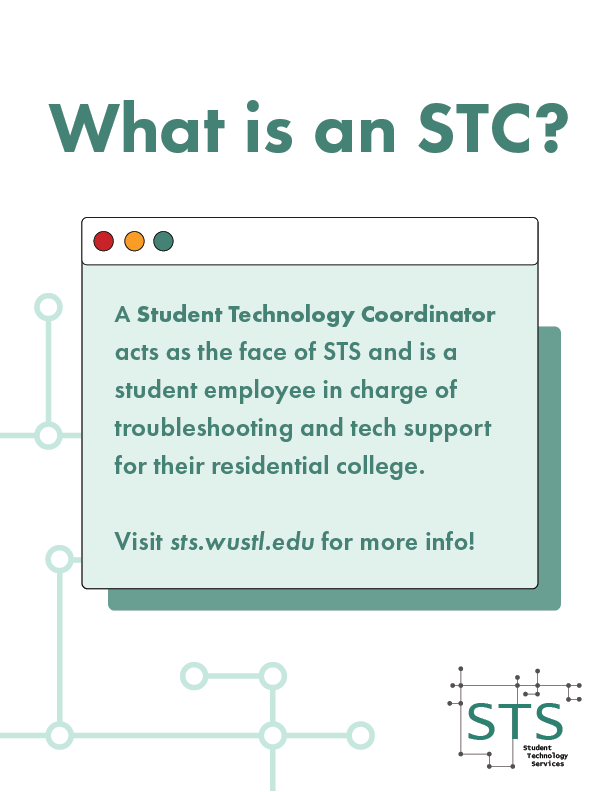 What is an STC?
A Student Technology Coordinator
acts as the face of STS and is a
student employee in charge of
troubleshooting and tech support
for their residential college.
Visit sts.wustl.edu for more info!
STS
Student
Technology
Services